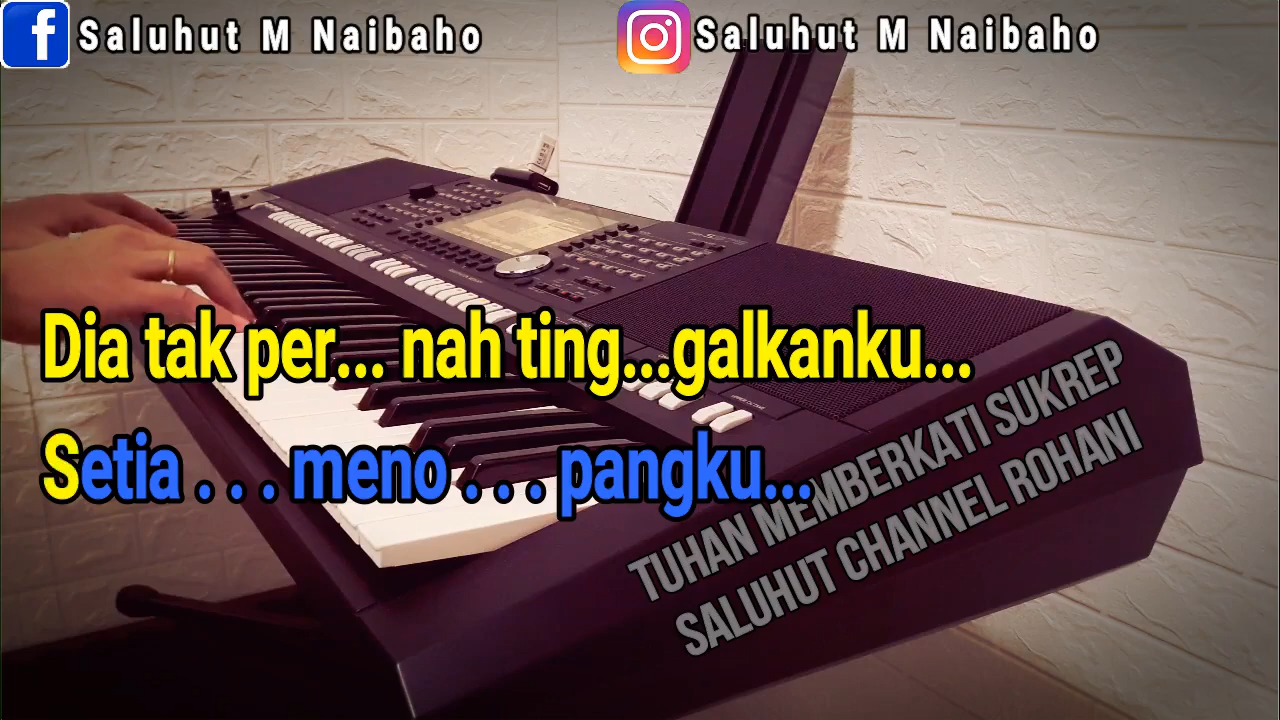 Saluhut M Naibaho
Saluhut M Naibaho
Dia tak per... nah ting...galkanku...
Setia . . . meno . . . pangku...
TUHAN MEMBERKATI SUKREP
SALUHUT CHANNEL ROHANI